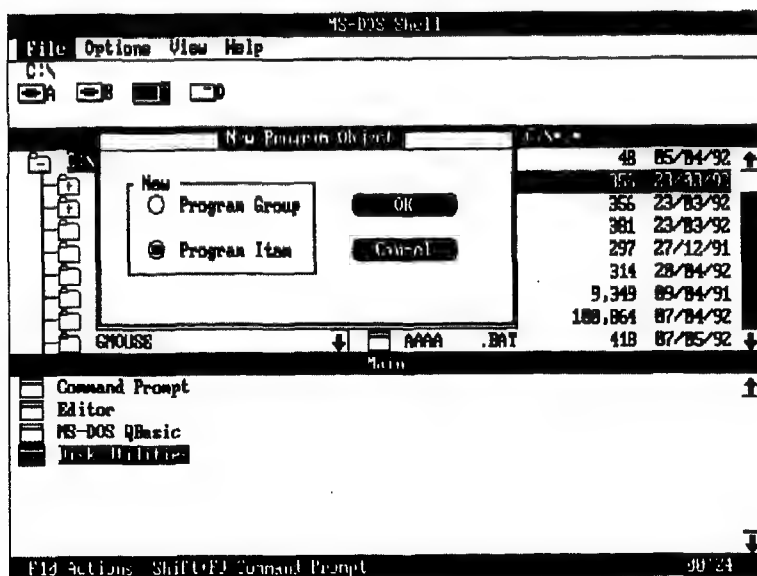 MS-DOS Shell
File Options View Help
C:\
A B D
New Program Object C:\*.*
48 05/04/92
23/03/92
New
Program Group OK 356 23/03/92
381 23/03/92
Program Item Cancel 297 27/12/91
314 28/04/92
9,349 09/04/91
07/04/92
GMOUSE AAAA .BAT 418 07/05/92
Main
Command Prompt
Editor
MS-DOS QBasic
Disk Utilities
F10 Actions Shift+F9 Command Prompt